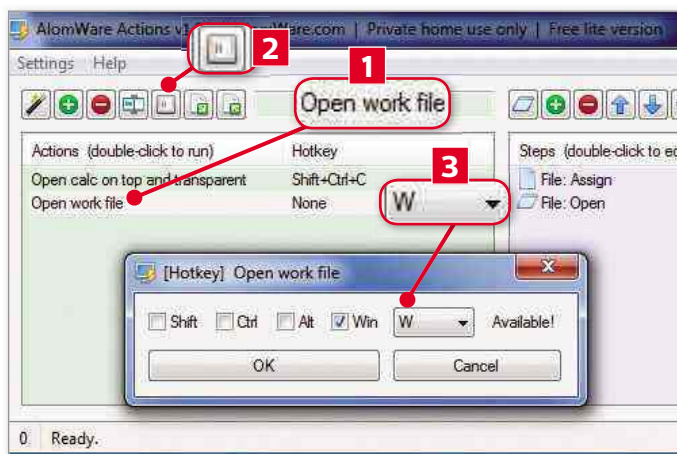 AlomWare Actions v1
Ware.com | Private home use only | Free lite version
2
Settings Help
1
Open work file
Actions (double-click to run) Hotkey
Steps (double-click to ed
Open calc on top and transparent Shift+Ctrl+C
File: Assign
Open work file None
File: Open
3
W
[Hotkey] Open work file
Shift Ctrl Alt Win W Available!
OK Cancel
0 Ready.